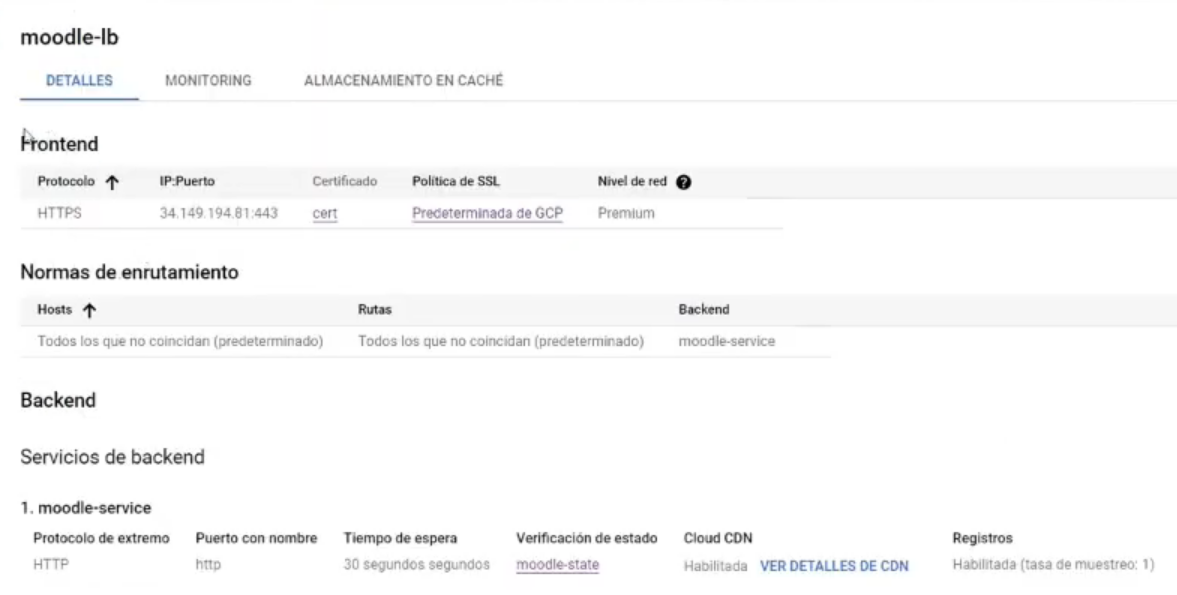 moodle-lb
DETALLES MONITORING ALMACENAMIENTO EN CACHÉ
Frontend
Protocolo IP:Puerto Certificado Política de SSL Nivel de red
HTTPS 34.149.194.81:443 cert Predeterminada de GCP Premium
Normas de enrutamiento
Hosts Rutas Backend
Todos los que no coincidan (predeterminado) Todos los que no coincidan (predeterminado) moodle-service
Backend
Servicios de backend
1. moodle-service
Protocolo de extremo Puerto con nombre Tiempo de espera Verificación de estado Cloud CDN Registros
HTTP http 30 segundos segundos moodle-state Habilitada VER DETALLES DE CDN Habilitada (tasa de muestreo: 1)